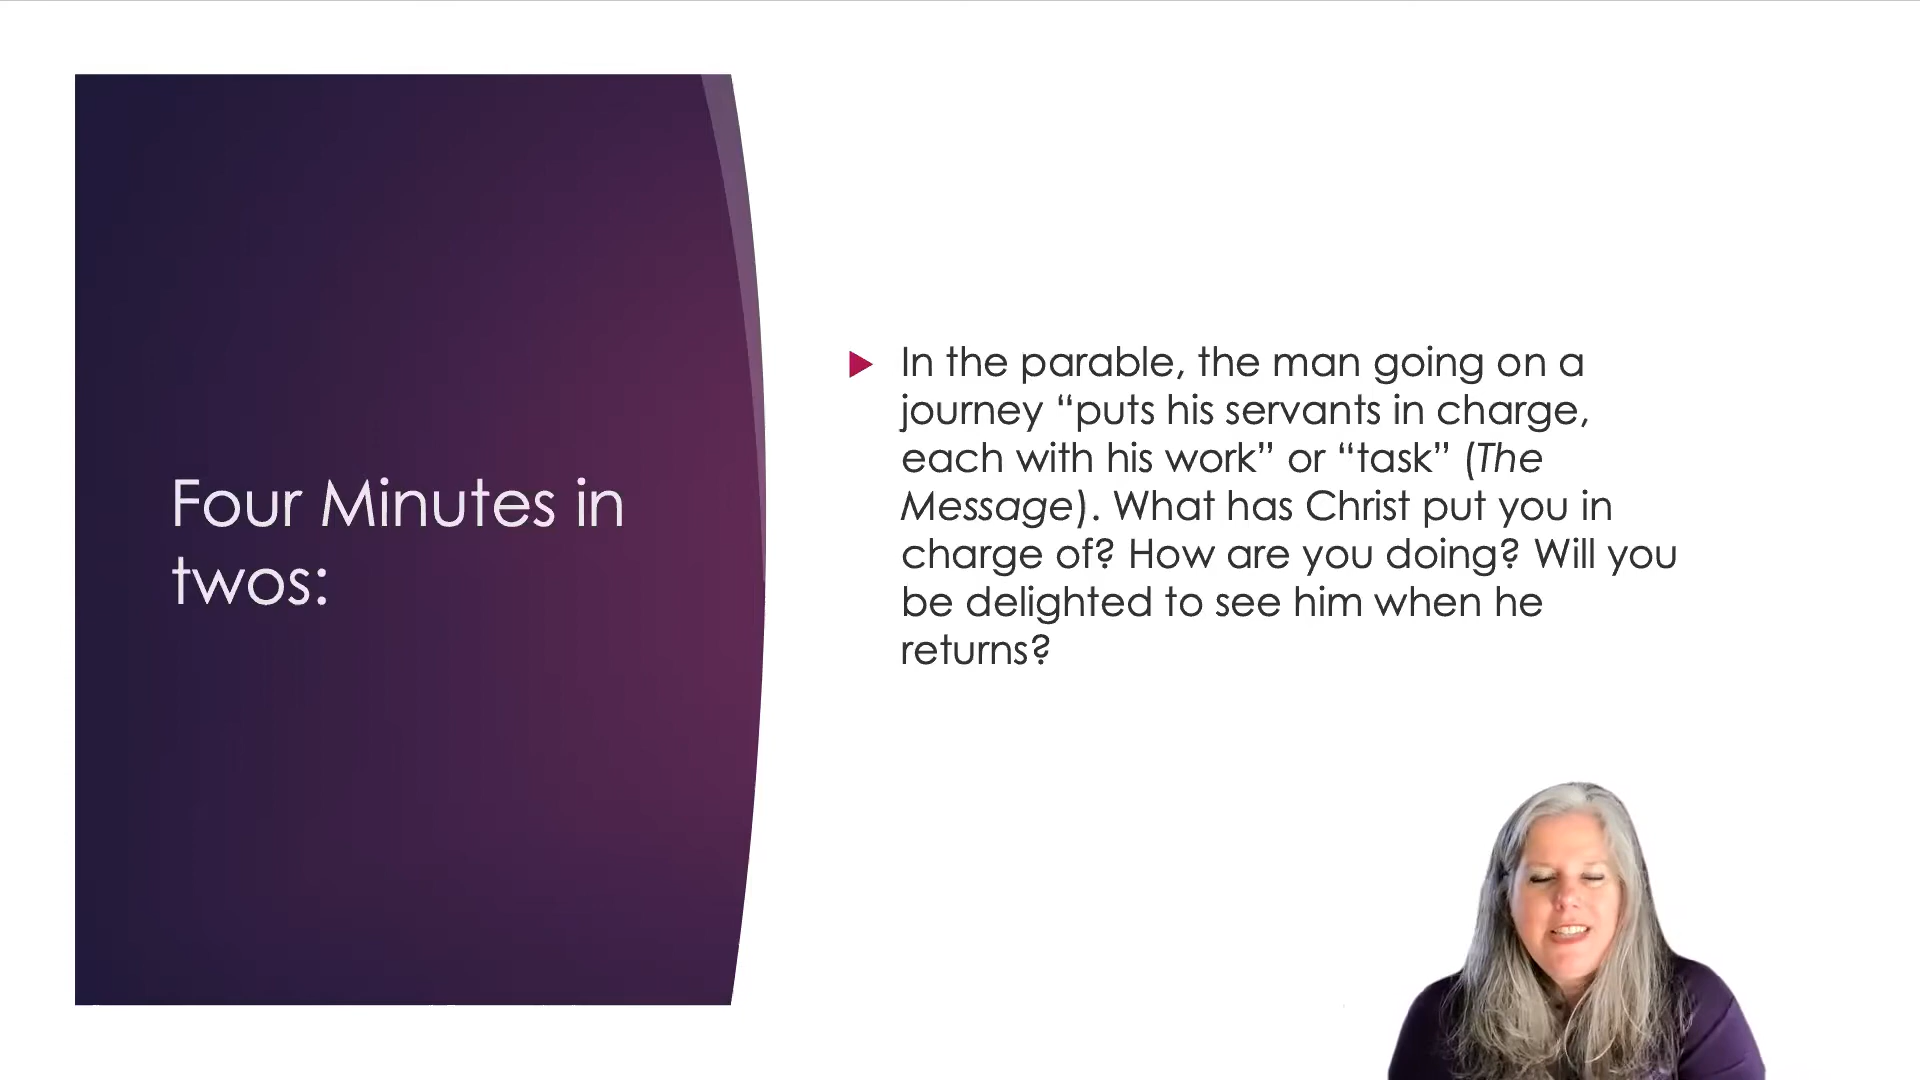 Four Minutes in
twos:
In the parable, the man going on a
journey “puts his servants in charge,
each with his work” or “task” (The
Message). What has Christ put you in
charge of? How are you doing? Will you
be delighted to see him when he
returns?